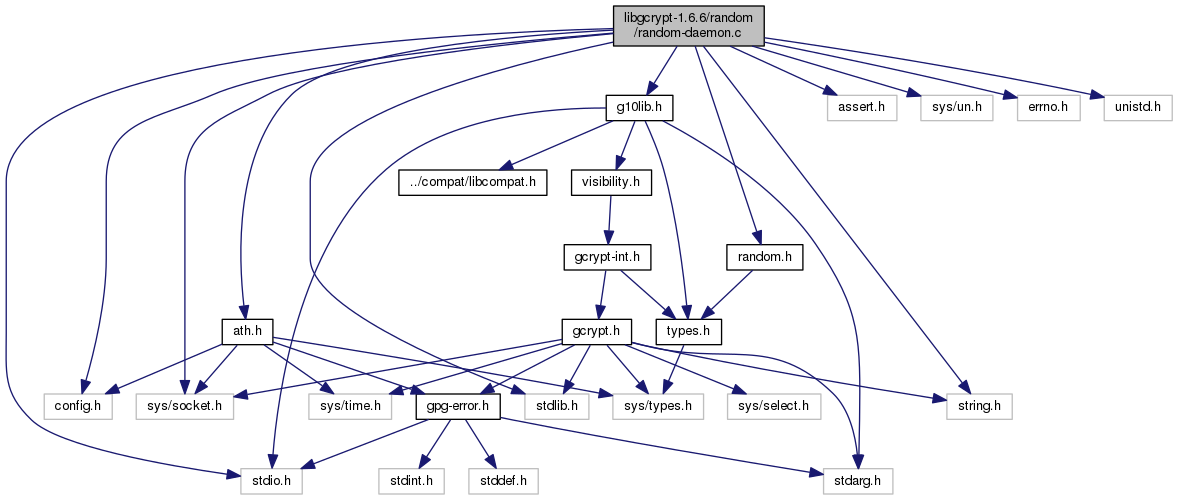 libgcrypt-1.6.6/random
/random-daemon.c
g10lib.h
assert.h
sys/un.h
errno.h
unistd.h
../compat/libcompat.h
visibility.h
gcrypt-int.h
random.h
ath.h
gcrypt.h
types.h
config.h
sys/socket.h
sys/time.h
gpg-error.h
stdlib.h
sys/types.h
sys/select.h
string.h
stdio.h
stdint.h
stddef.h
stdarg.h